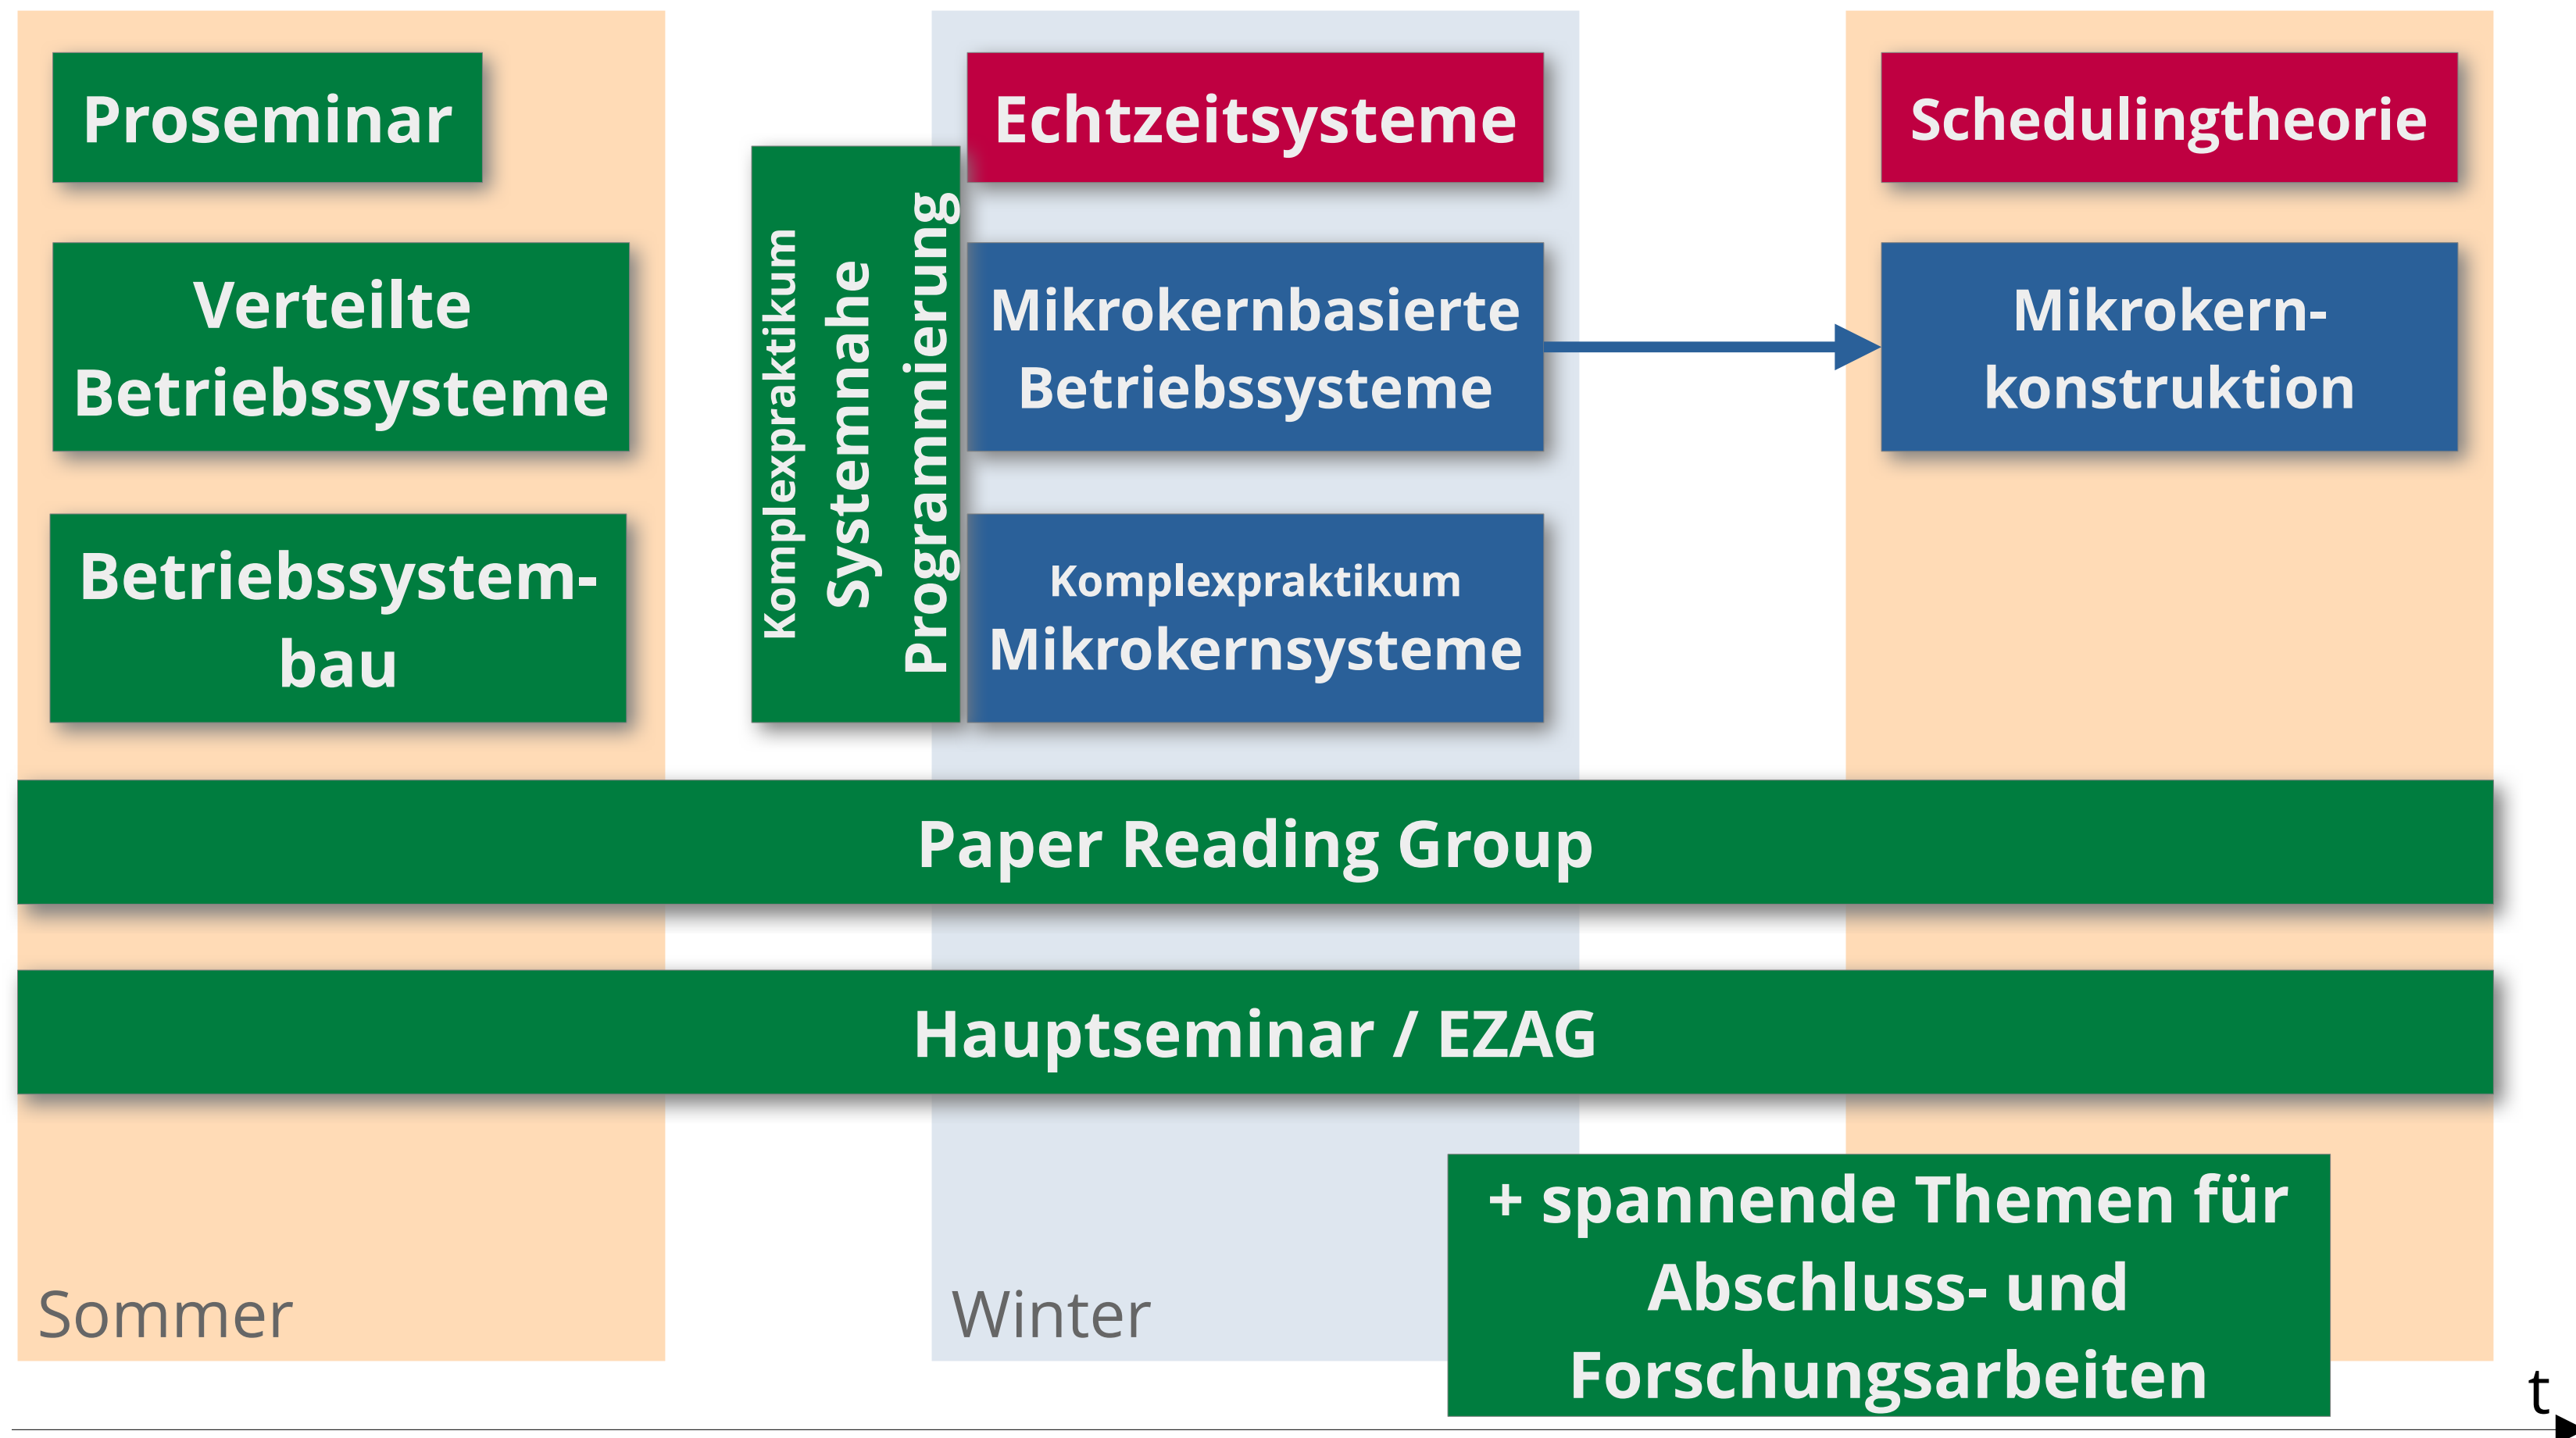 Proseminar
Verteilte
Betriebssysteme
Betriebssystem-
bau
Komplexpraktikum
Systemnahe
Programmierung
Echtzeitsysteme
Mikrokernbasierte
Betriebssysteme
Komplexpraktikum
Mikrokernsysteme
Schedulingtheorie
Mikrokern-
konstruktion
Paper Reading Group
Hauptseminar / EZAG
+ spannende Themen für
Abschluss- und
Forschungsarbeiten
Sommer
Winter
t